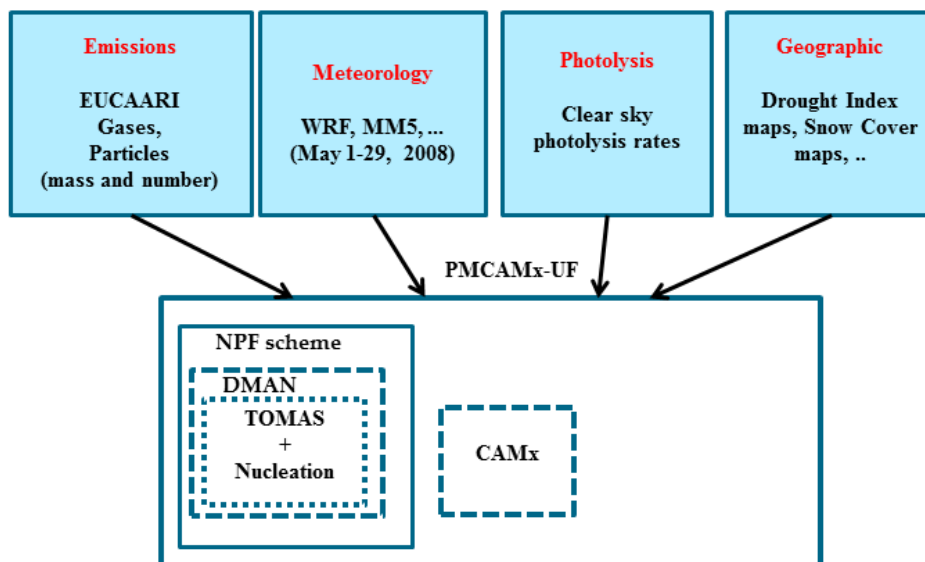 Emissions
EUCAARI
Gases,
Particles
(mass and number)
Meteorology
WRF, MM5, ...
(May 1-29, 2008)
Photolysis
Clear sky
photolysis rates
Geographic
Drought Index
maps, Snow Cover
maps, ..
PMCAMx-UF
NPF scheme
DMAN
TOMAS
+
Nucleation
CAMx